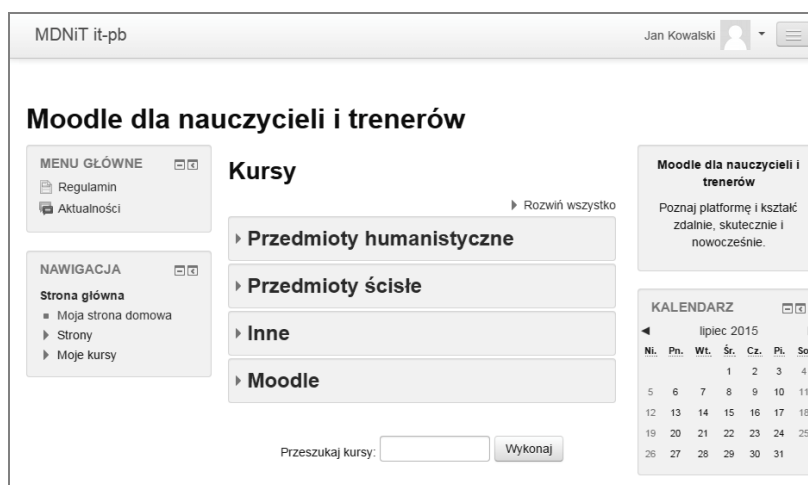 MDNiT it-pb
Jan Kowalski
Moodle dla nauczycieli i trenerów
MENU GŁÓWNE
Regulamin
Aktualności
NAWIGACJA
Strona główna
Moja strona domowa
Strony
Moje kursy
Kursy
Rozwiń wszystko
Przedmioty humanistyczne
Przedmioty ścisłe
Inne
Moodle
Przeszukaj kursy:
Wykonaj
Moodle dla nauczycieli i
trenerów
Poznaj platformę i kształć
zdalnie, skutecznie i
nowocześnie.
KALENDARZ
lipiec 2015
Ni. Pn. Wt. Śr. Cz. Pi. So
1 2 3 4
5 6 7 8 9 10 11
12 13 14 15 16 17 18
19 20 21 22 23 24 25
26 27 28 29 30 31